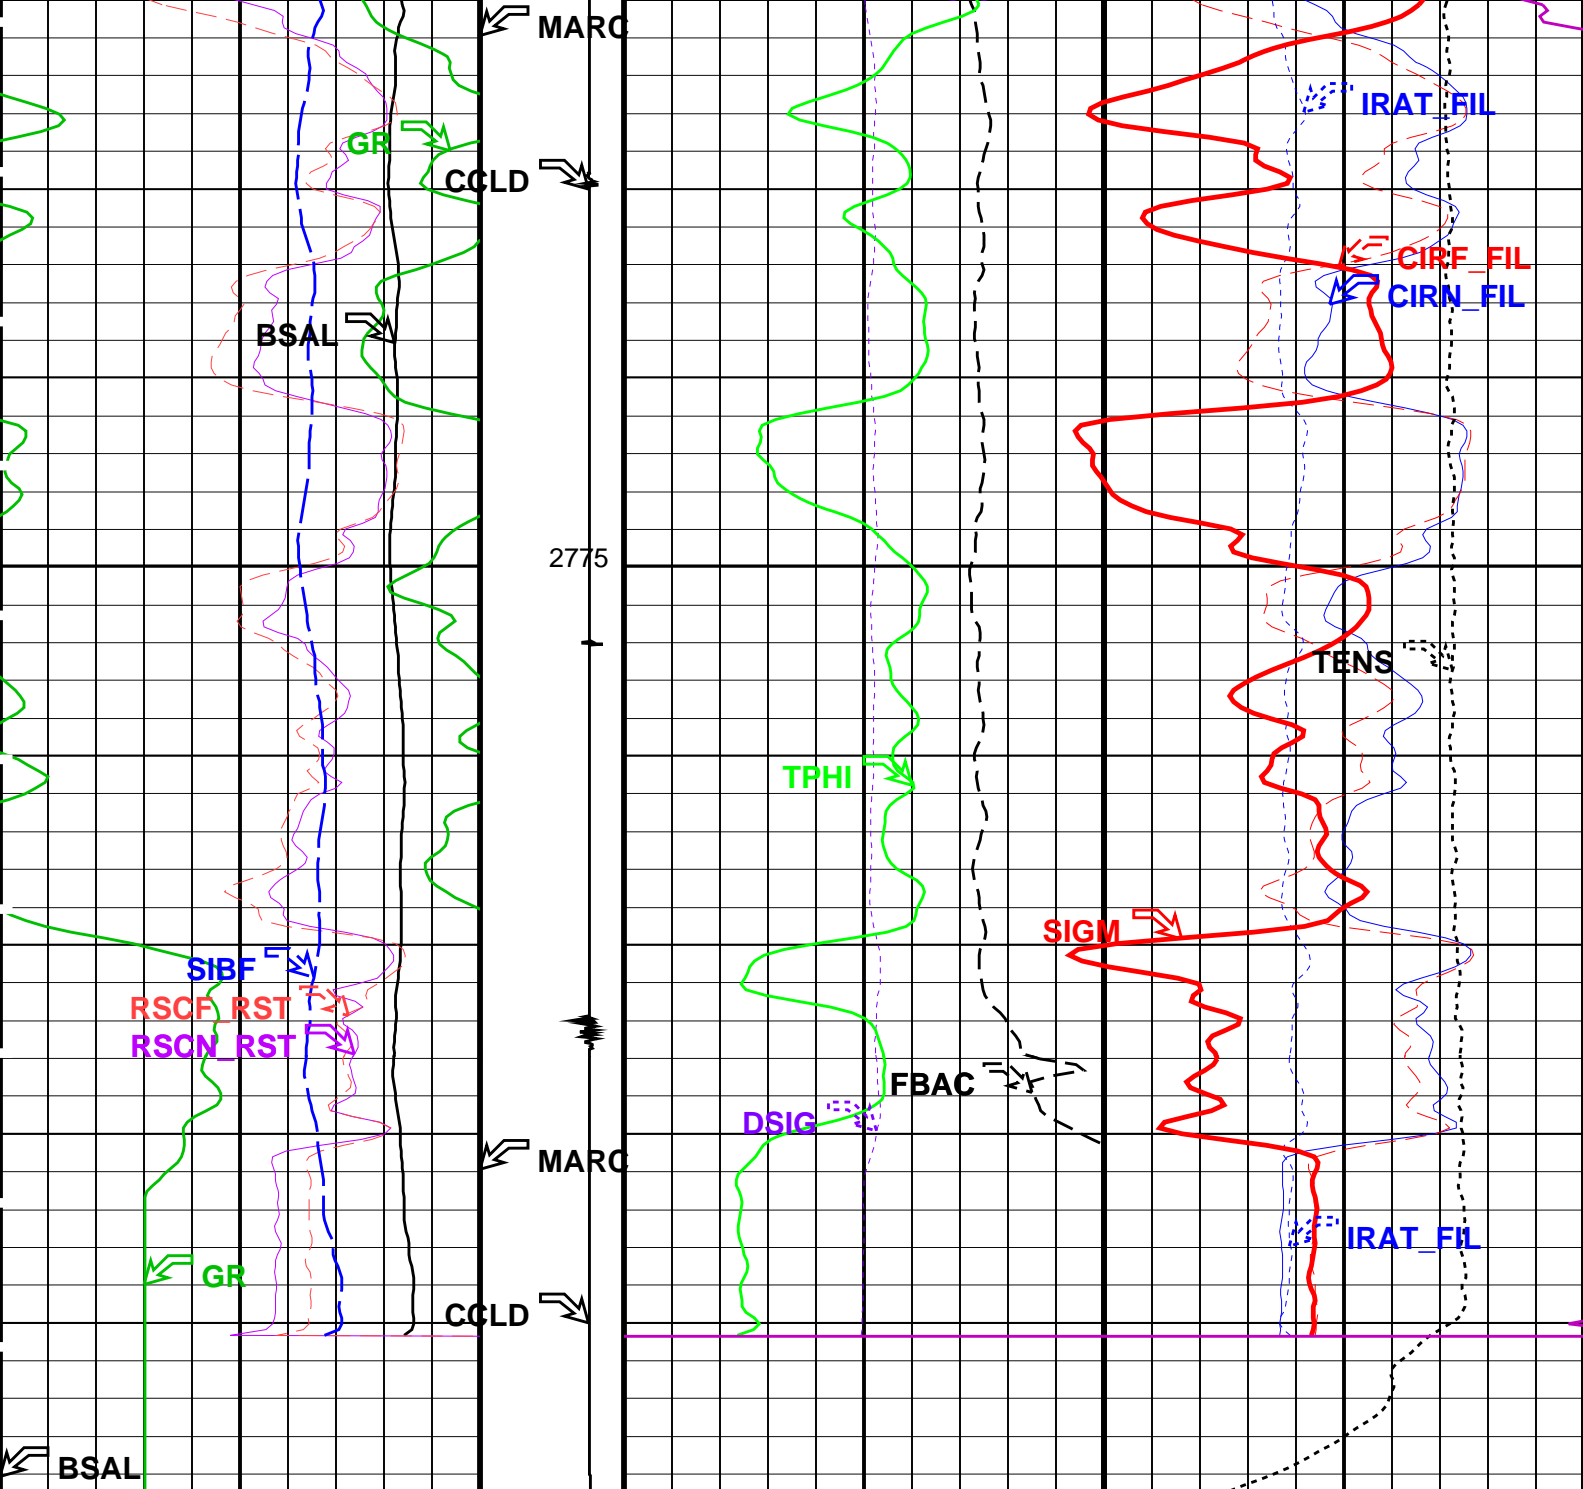 MARC
IRAT_FIL
GR
CCLD
CIRF_FIL
CIRN_FIL
BSAL
2775
TENS
TPHI
SIGM
SIBF
RSCF_RST
RSCN_RST
FBAC
DSIG
MARC
IRAT_FIL
GR
CCLD
BSAL